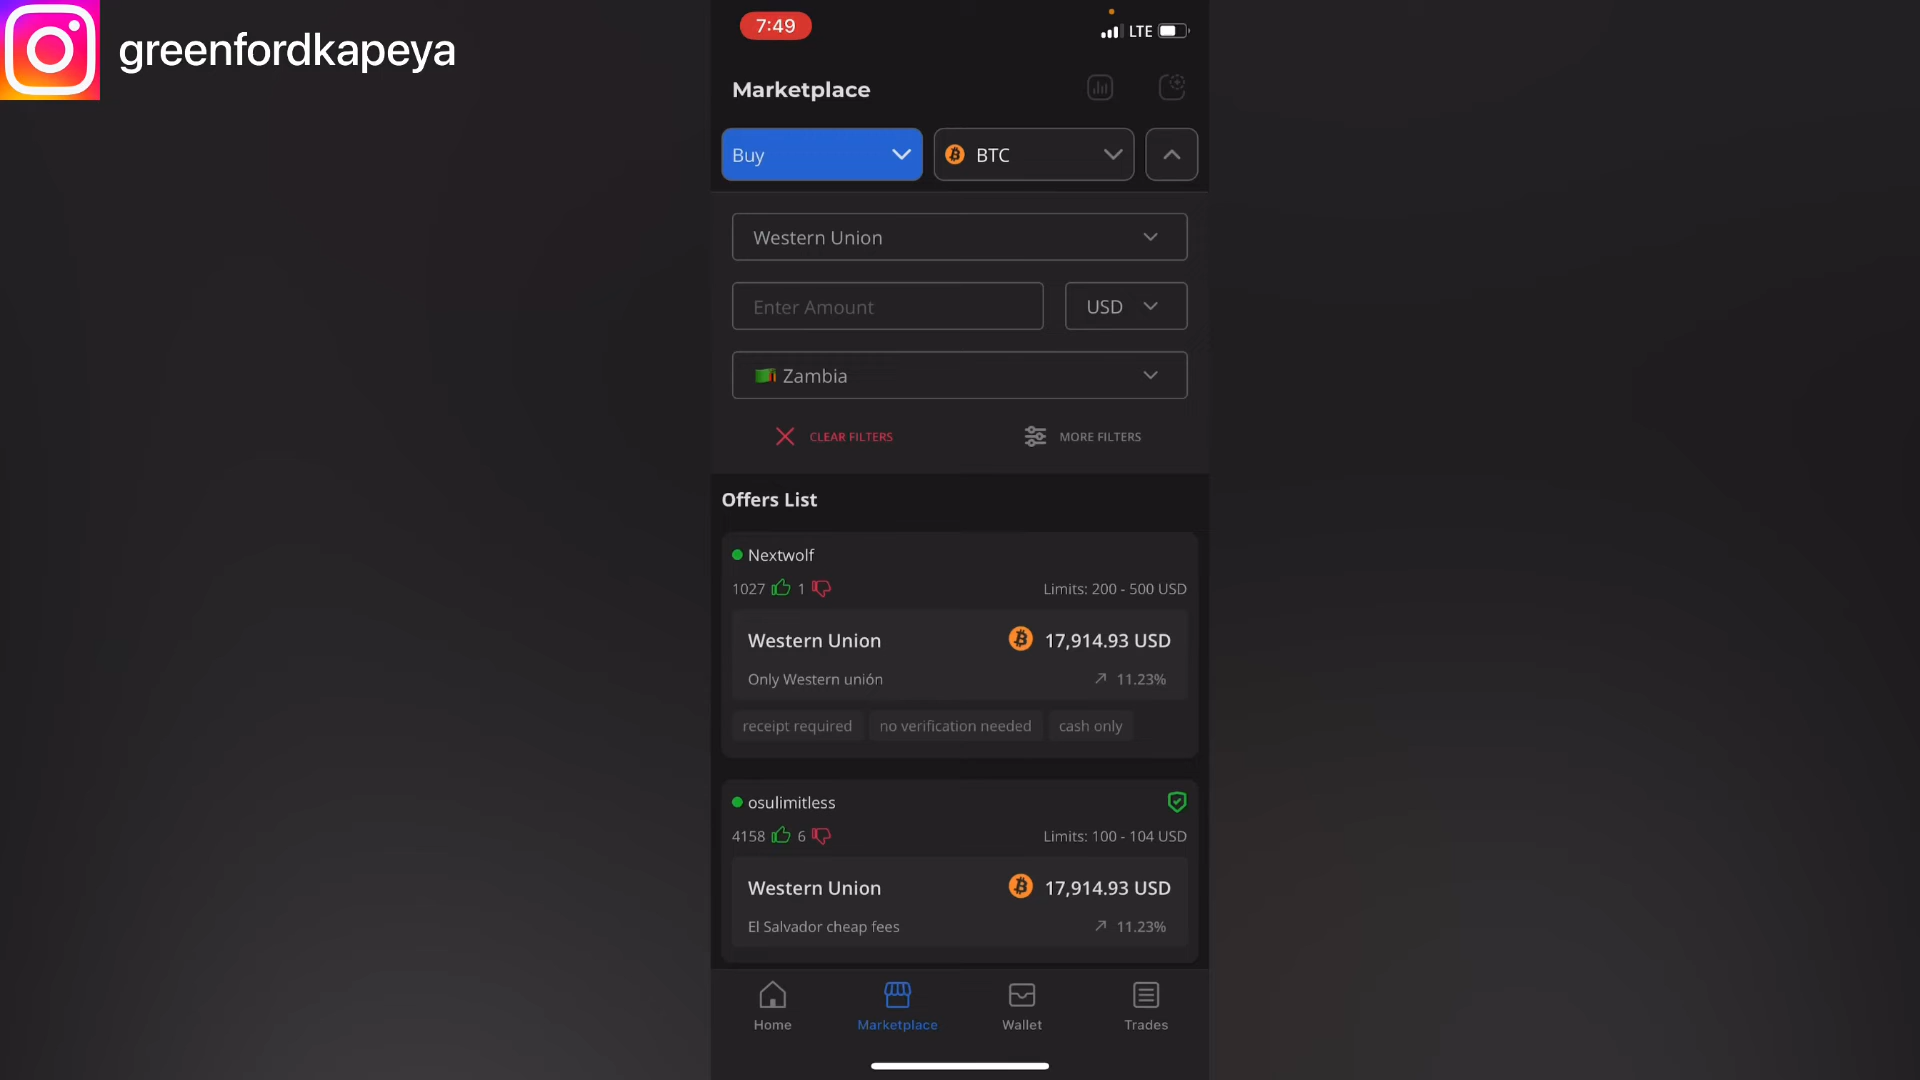 greenfordkapeya
7:49
LTE
Marketplace
Buy
BTC
Western Union
Enter Amount
USD
Zambia
CLEAR FILTERS
MORE FILTERS
Offers List
Nextwolf
1027 1
Limits: 200 - 500 USD
Western Union
17,914.93 USD
Only Western unión
11.23%
receipt required
no verification needed
cash only
osulimitless
4158 6
Limits: 100 - 104 USD
Western Union
17,914.93 USD
El Salvador cheap fees
11.23%
Home
Marketplace
Wallet
Trades